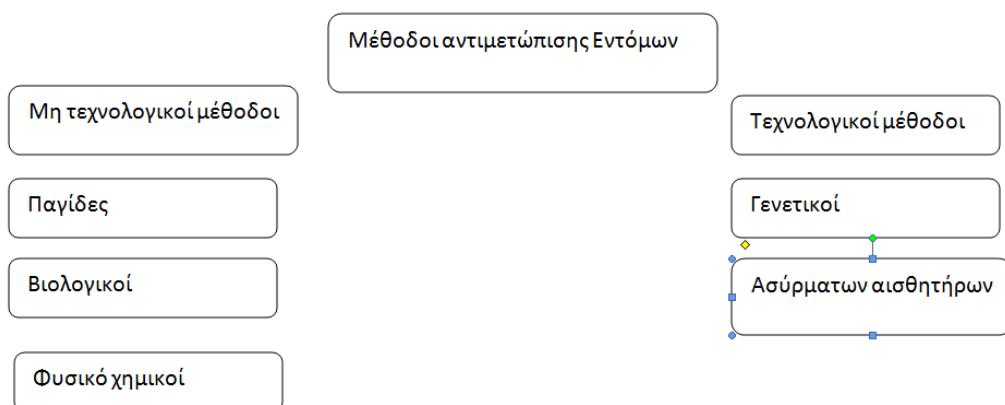 Μέθοδοι αντιμετώπισης Εντόμων
Μη τεχνολογικοί μέθοδοι
Τεχνολογικοί μέθοδοι
Παγίδες
Γενετικοί
Βιολογικοί
Ασύρματων αισθητήρων
Φυσικό χημικοί